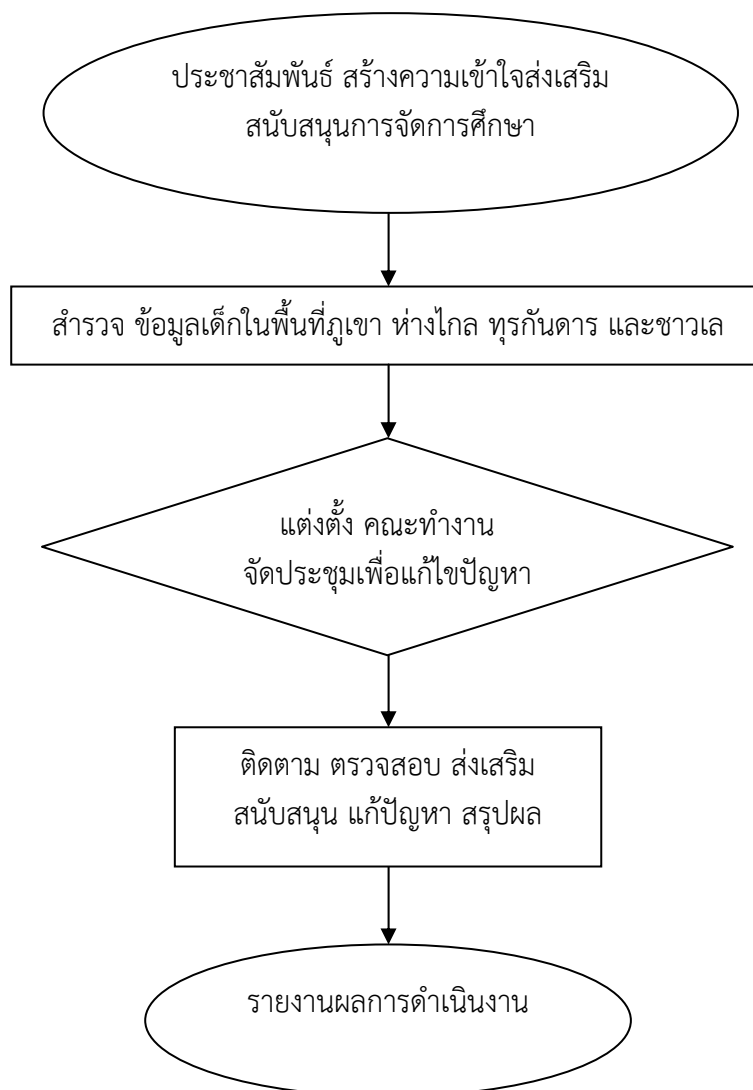 ประชาสัมพันธ์ สร้างความเข้าใจส่งเสริม
สนับสนุนการจัดการศึกษา
สำรวจ ข้อมูลเด็กในพื้นที่ภูเขา ห่างไกล ทุรกันดาร และชาวเล
แต่งตั้ง คณะทำงาน
จัดประชุมเพื่อแก้ไขปัญหา
ติดตาม ตรวจสอบ ส่งเสริม
สนับสนุน แก้ปัญหา สรุปผล
รายงานผลการดำเนินงาน